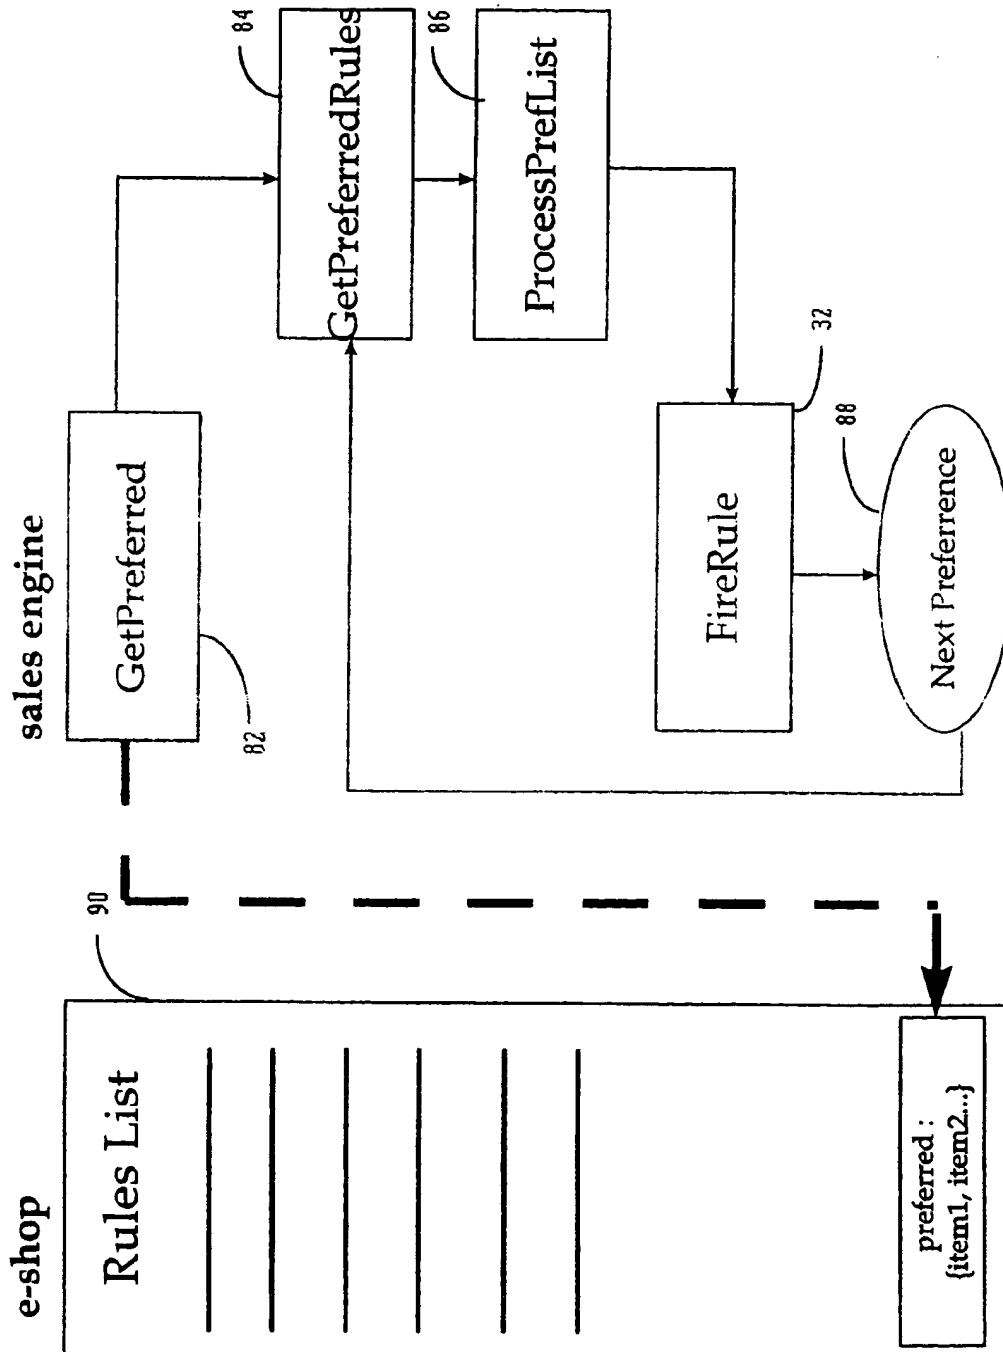 e-shop
Rules List
90
preferred :
{item1, item2...}
sales engine
GetPreferred
82
GetPreferredRules
84
ProcessPrefList
86
FireRule
32
Next Preferrence
88